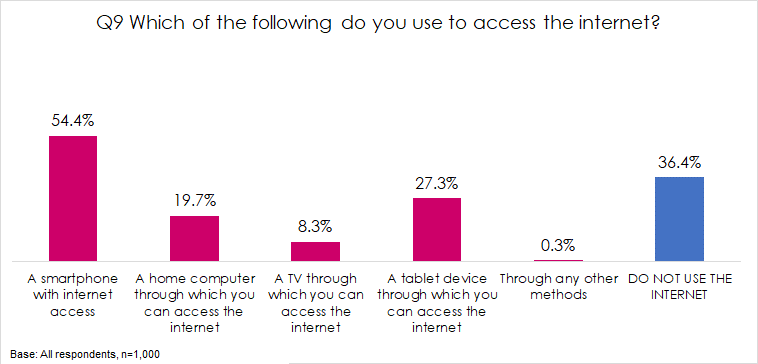 Q9 Which of the following do you use to access the internet?
54.4%
19.7%
8.3%
27.3%
0.3%
36.4%
A smartphone
with internet
access
A home computer
through which you
can access the
internet
A TV through
which you can
access the
internet
A tablet device
through which you
can access the
internet
Through any other
methods
DO NOT USE THE
INTERNET
Base: All respondents, n=1,000